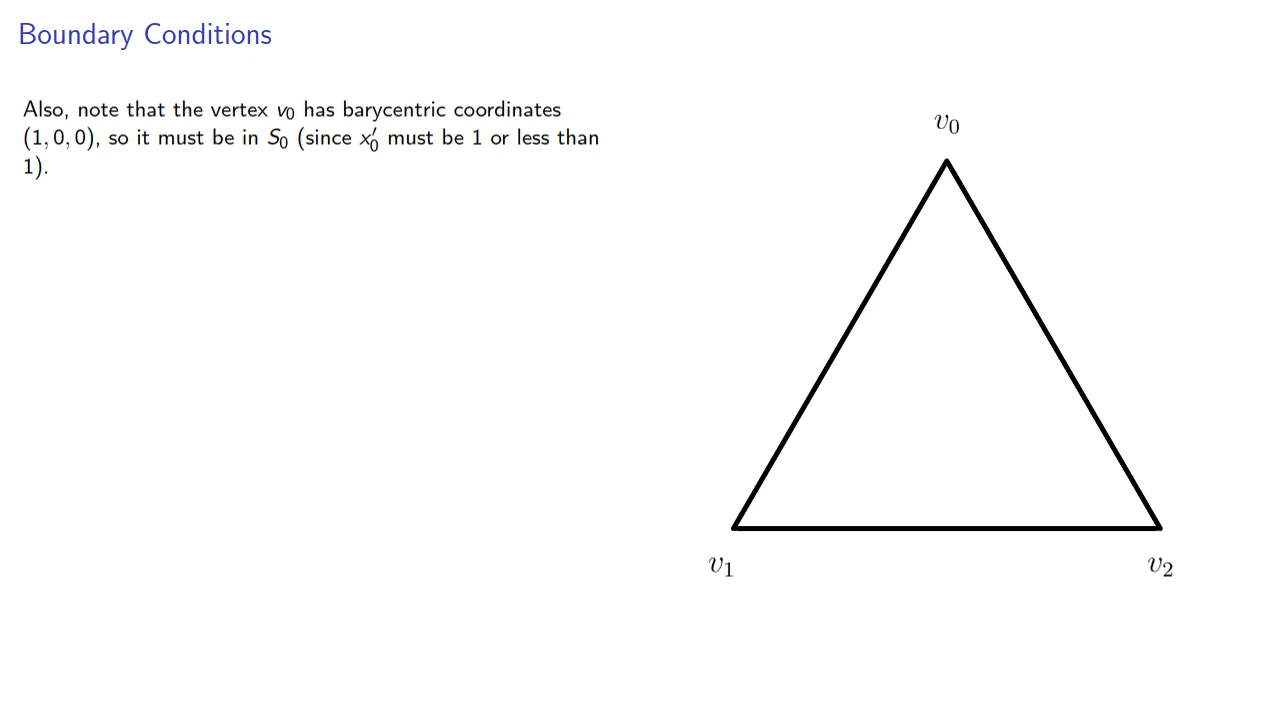 Boundary Conditions
Also, note that the vertex v₀ has barycentric coordinates
(1, 0, 0), so it must be in S₀ (since x′₀ must be 1 or less than
1).
v₀
v₁
v₂